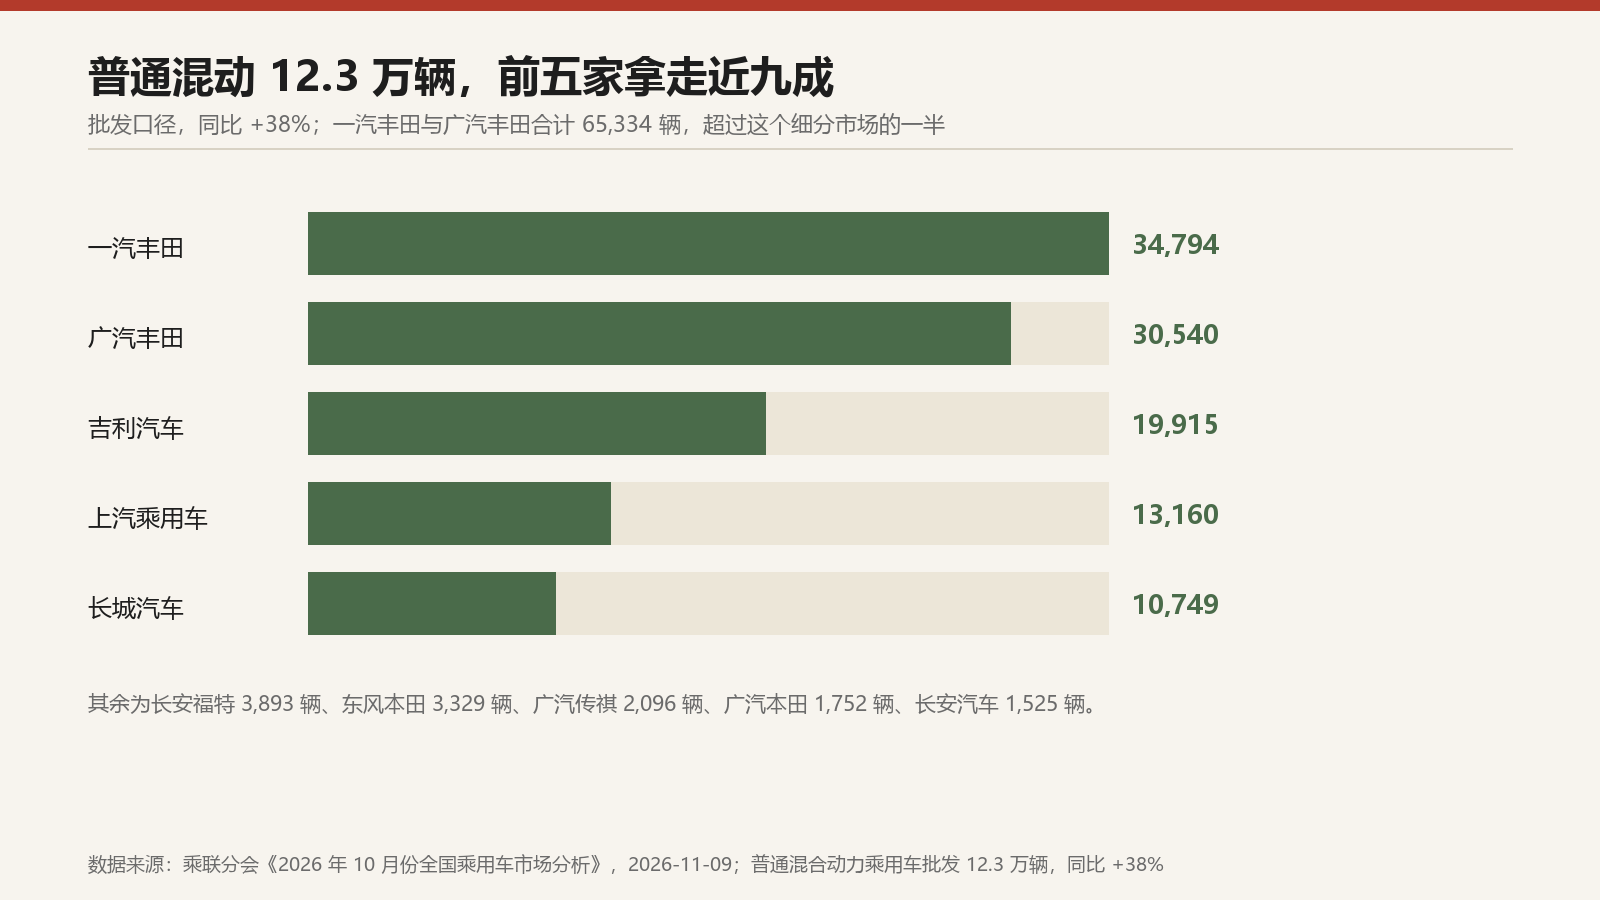 普通混动 12.3 万辆，前五家拿走近九成
批发口径，同比 +38%；一汽丰田与广汽丰田合计 65,334 辆，超过这个细分市场的一半
一汽丰田 34,794
广汽丰田 30,540
吉利汽车 19,915
上汽乘用车 13,160
长城汽车 10,749
其余为长安福特 3,893 辆、东风本田 3,329 辆、广汽传祺 2,096 辆、广汽本田 1,752 辆、长安汽车 1,525 辆。
数据来源：乘联分会《2026 年 10 月份全国乘用车市场分析》，2026-11-09；普通混合动力乘用车批发 12.3 万辆，同比 +38%